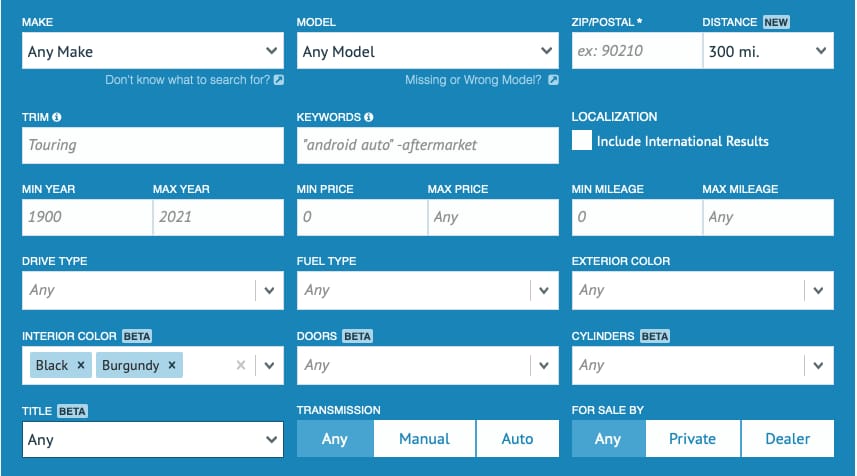 MAKE MODEL ZIP/POSTAL * DISTANCE NEW
Any Make Any Model ex: 90210 300 mi.
Don't know what to search for? Missing or Wrong Model?
TRIM KEYWORDS LOCALIZATION
Touring "android auto" -aftermarket Include International Results
MIN YEAR MAX YEAR MIN PRICE MAX PRICE MIN MILEAGE MAX MILEAGE
1900 2021 0 Any 0 Any
DRIVE TYPE FUEL TYPE EXTERIOR COLOR
Any Any Any
INTERIOR COLOR BETA DOORS BETA CYLINDERS BETA
Black × Burgundy × × Any Any
TITLE BETA TRANSMISSION FOR SALE BY
Any Any Manual Auto Any Private Dealer